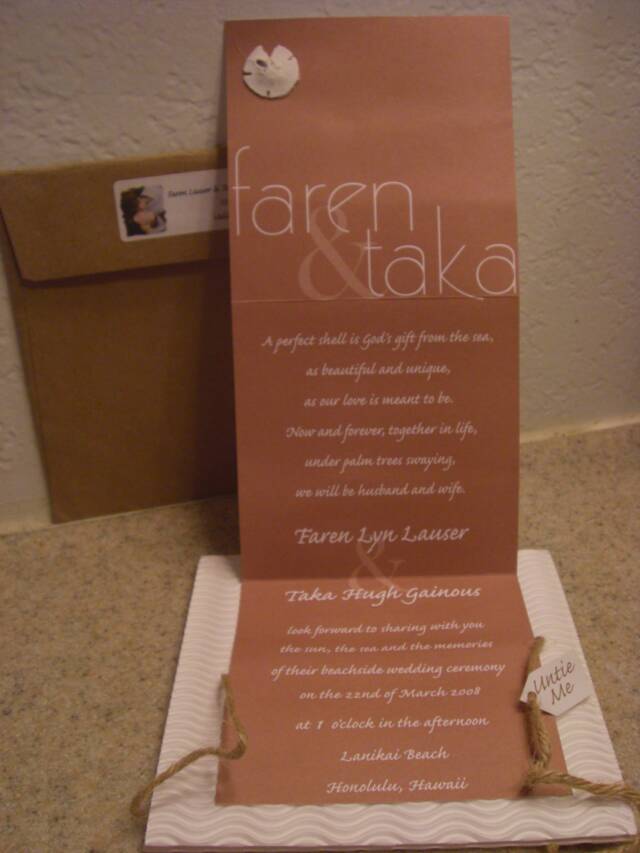 Faren Lauser &
faren
&
taka
A perfect shell is God's gift from the sea,
as beautiful and unique,
as our love is meant to be.
Now and forever, together in life,
under palm trees swaying,
we will be husband and wife.
Faren Lyn Lauser
&
Taka Hugh Gainous
look forward to sharing with you
the sun, the sea and the memories
of their beachside wedding ceremony
on the 22nd of March 2008
at 1 o'clock in the afternoon
Lanikai Beach
Honolulu, Hawaii
Untie
Me